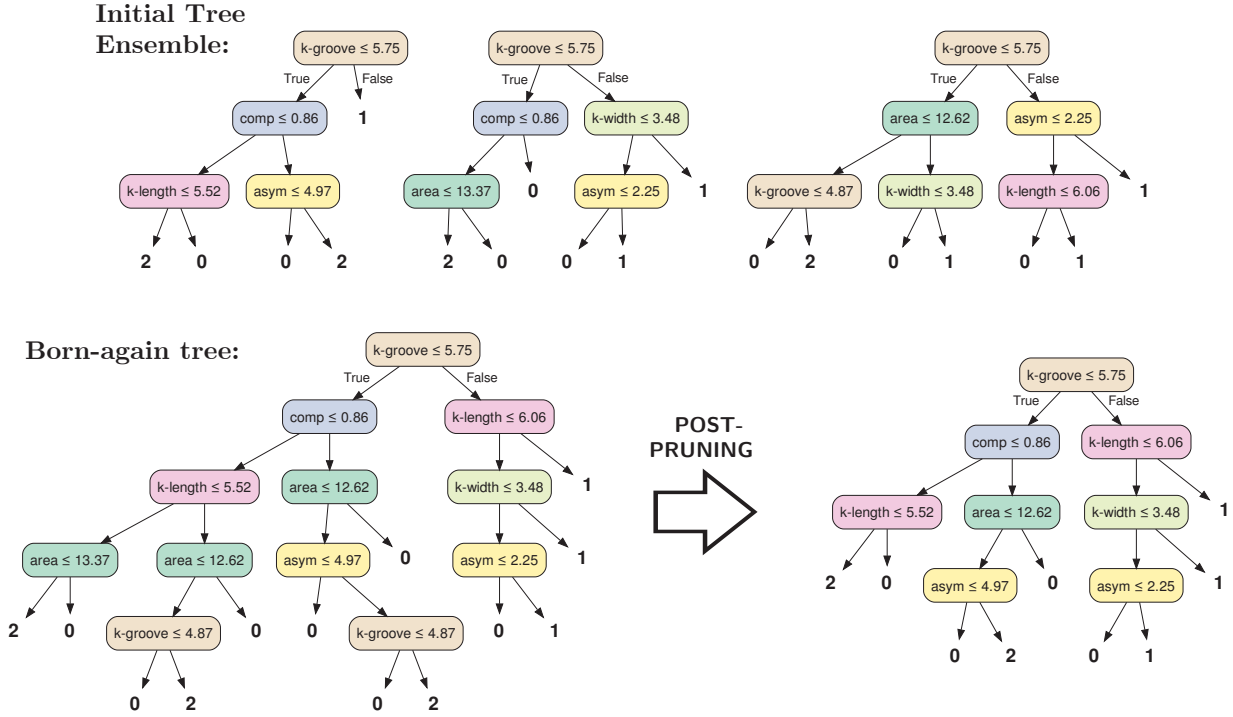 Initial Tree
Ensemble:
k-groove ≤ 5.75 k-groove ≤ 5.75 k-groove ≤ 5.75
True False True False True False
comp ≤ 0.86 1 comp ≤ 0.86 k-width ≤ 3.48 area ≤ 12.62 asym ≤ 2.25
k-length ≤ 5.52 asym ≤ 4.97 area ≤ 13.37 0 asym ≤ 2.25 1 k-groove ≤ 4.87 k-width ≤ 3.48 k-length ≤ 6.06 1
2 0 0 2 2 0 0 1 0 2 0 1 0 1
Born-again tree:
k-groove ≤ 5.75
True False
comp ≤ 0.86 k-length ≤ 6.06
k-length ≤ 5.52 area ≤ 12.62 k-width ≤ 3.48 1
area ≤ 13.37 area ≤ 12.62 asym ≤ 4.97 0 asym ≤ 2.25 1
2 0 k-groove ≤ 4.87 0 0 k-groove ≤ 4.87 0 1
0 2 0 2
POST-
PRUNING
k-groove ≤ 5.75
True False
comp ≤ 0.86 k-length ≤ 6.06
k-length ≤ 5.52 area ≤ 12.62 k-width ≤ 3.48 1
2 0 asym ≤ 4.97 0 asym ≤ 2.25 1
0 2 0 1